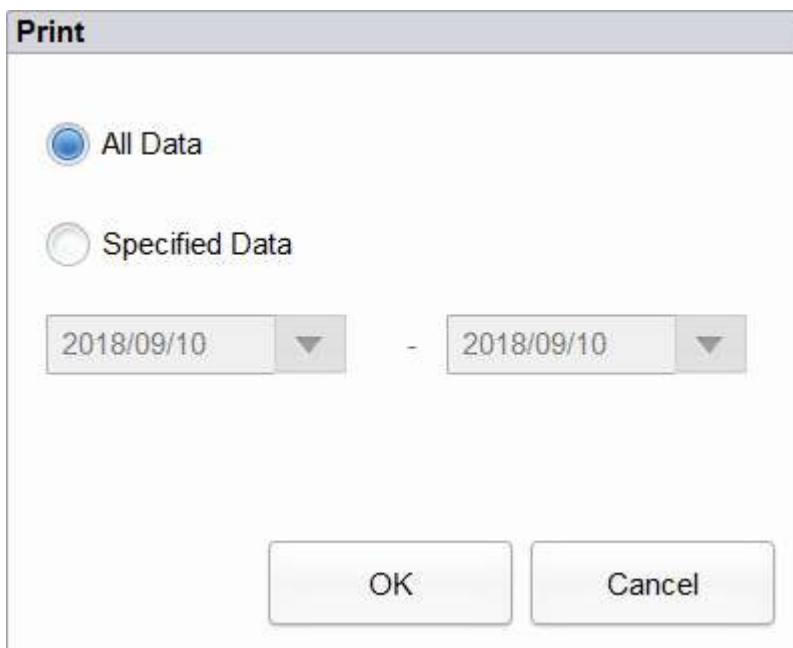 Print
All Data
Specified Data
2018/09/10 - 2018/09/10
OK Cancel